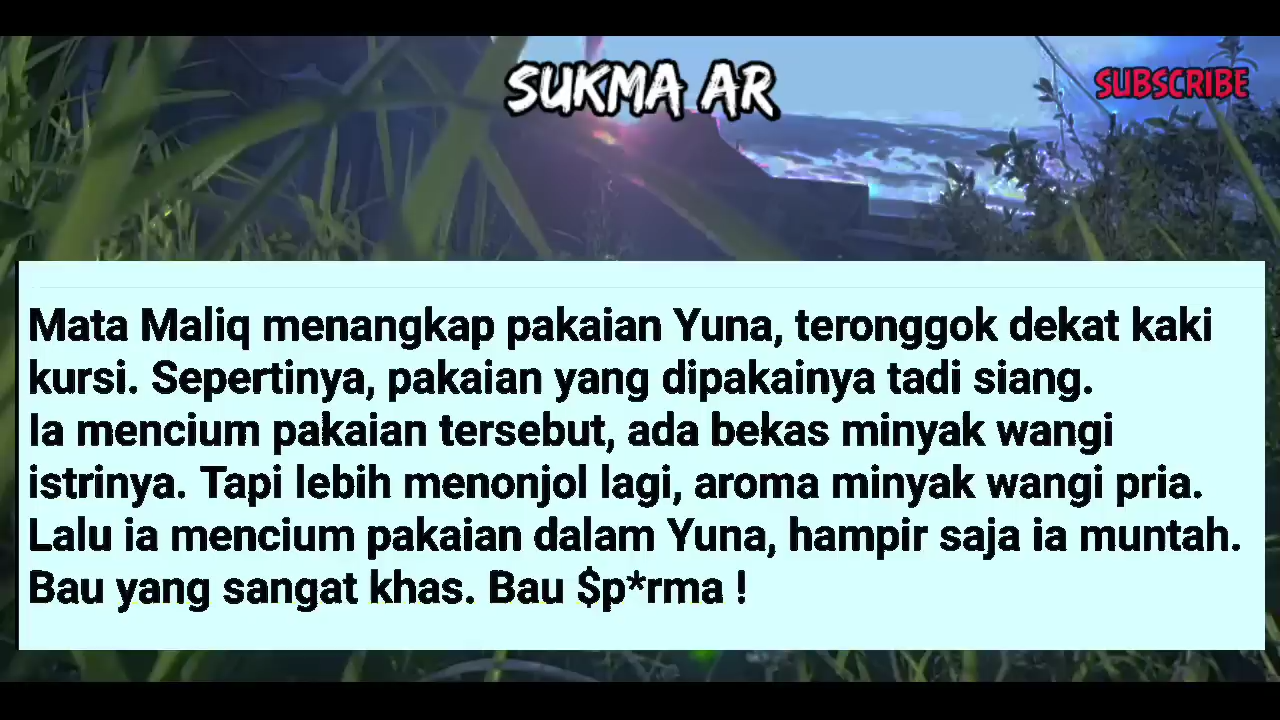 SUKMA AR
SUBSCRIBE
Mata Maliq menangkap pakaian Yuna, teronggok dekat kaki
kursi. Sepertinya, pakaian yang dipakainya tadi siang.
Ia mencium pakaian tersebut, ada bekas minyak wangi
istrinya. Tapi lebih menonjol lagi, aroma minyak wangi pria.
Lalu ia mencium pakaian dalam Yuna, hampir saja ia muntah.
Bau yang sangat khas. Bau $p*rma !